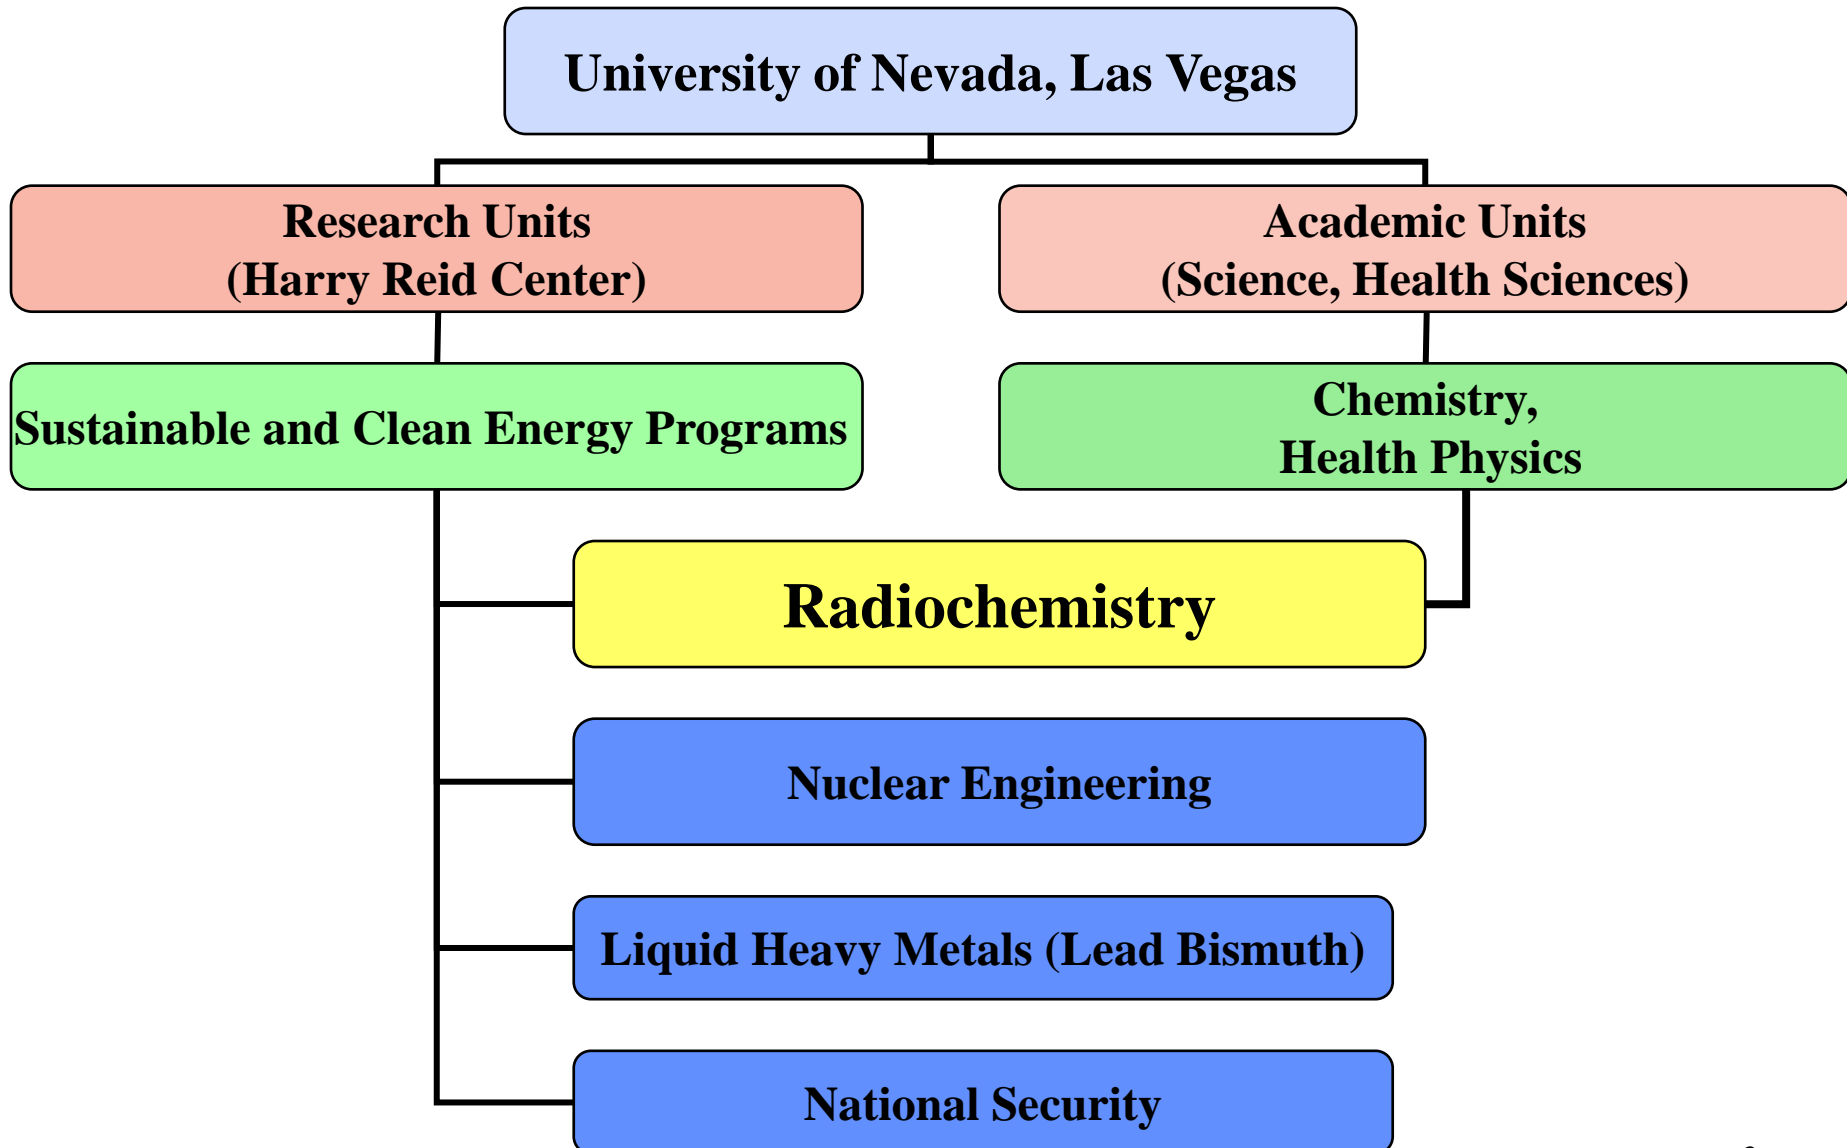 University of Nevada, Las Vegas
Research Units
(Harry Reid Center)
Academic Units
(Science, Health Sciences)
Sustainable and Clean Energy Programs
Chemistry,
Health Physics
Radiochemistry
Nuclear Engineering
Liquid Heavy Metals (Lead Bismuth)
National Security